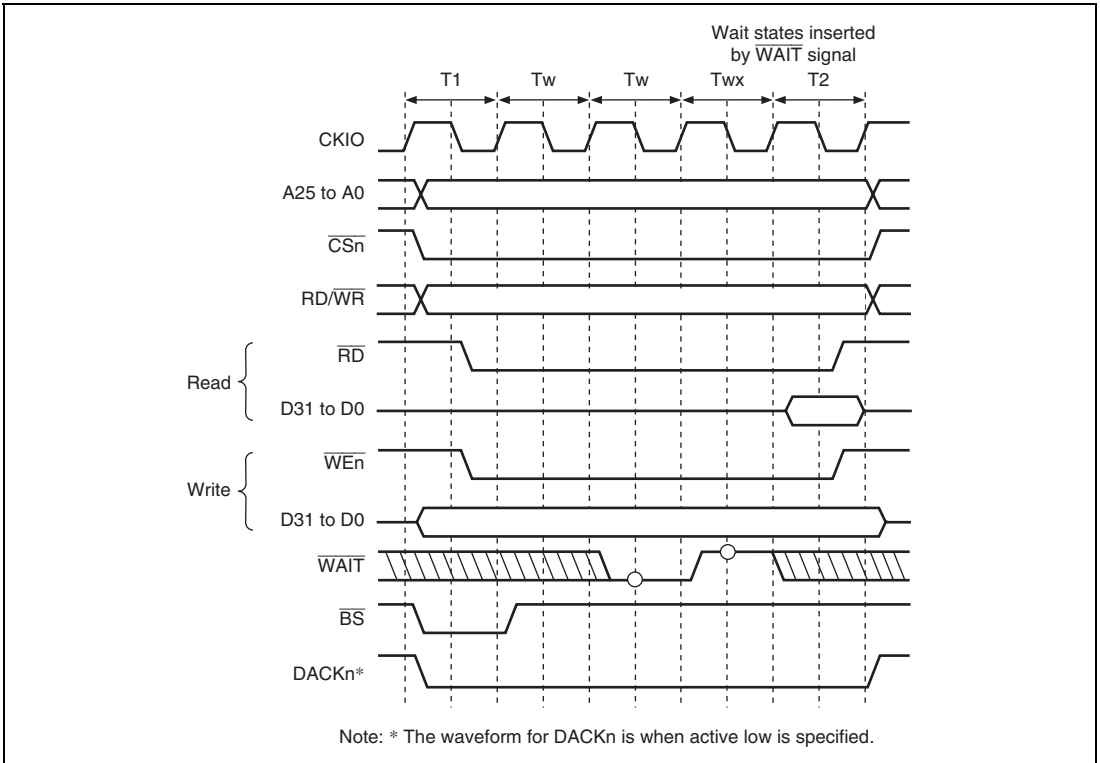 Wait states inserted
by WAIT signal
T1 Tw Tw Twx T2
CKIO
A25 to A0
CSn
RD/WR
RD
Read
D31 to D0
WEn
Write
D31 to D0
WAIT
BS
DACKn*
Note: * The waveform for DACKn is when active low is specified.